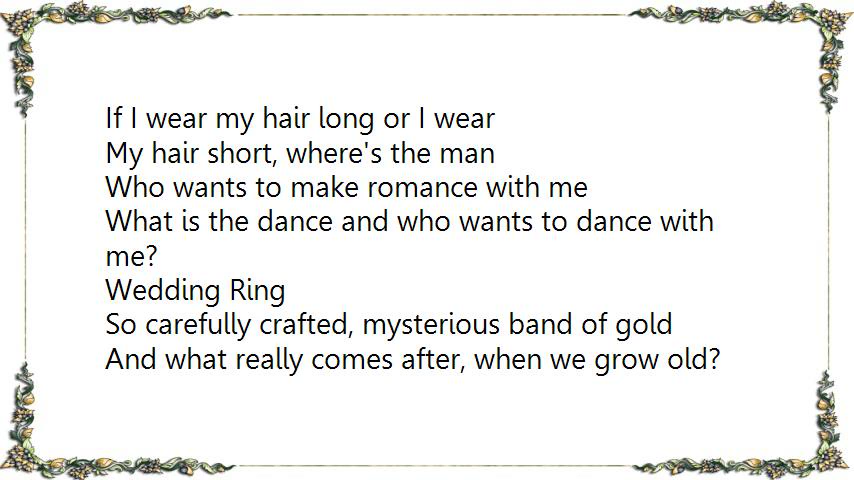 If I wear my hair long or I wear
My hair short, where's the man
Who wants to make romance with me
What is the dance and who wants to dance with
me?
Wedding Ring
So carefully crafted, mysterious band of gold
And what really comes after, when we grow old?